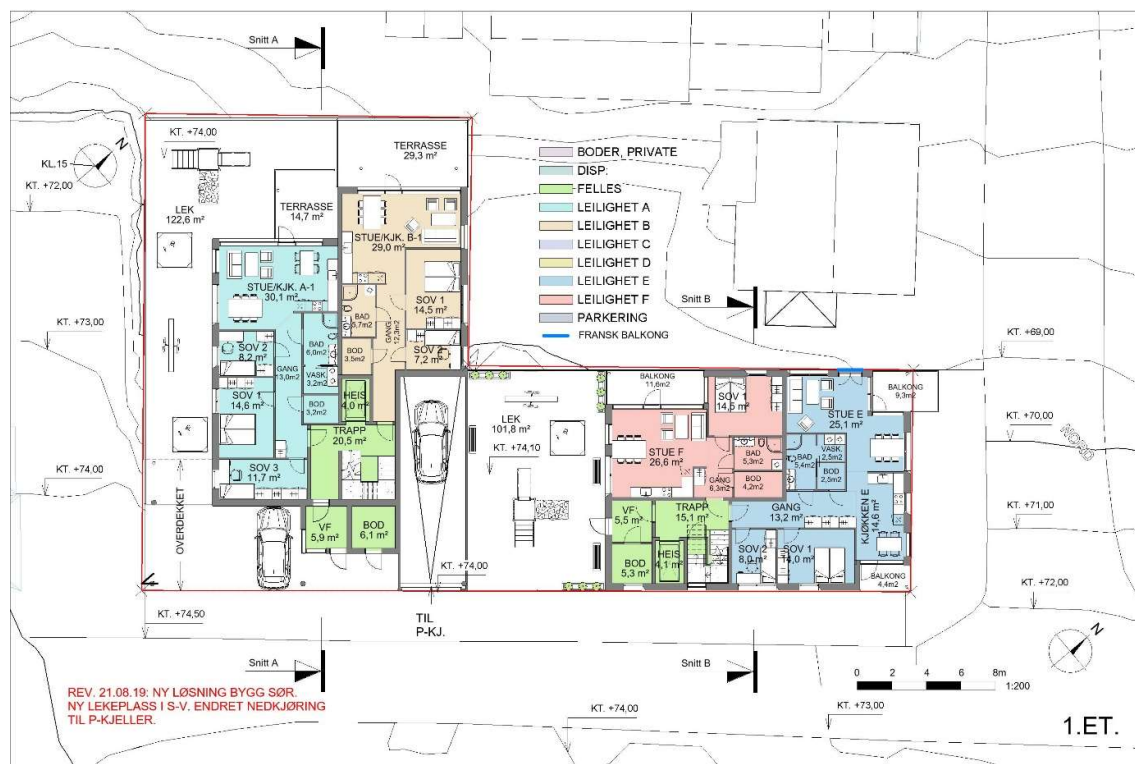 Snitt A
KT. +74,00
KL.15
N
KT. +72,00
LEK
122,6 m²
TERRASSE
29,3 m²
TERRASSE
14,7 m²
BODER, PRIVATE
DISP.
FELLES
LEILIGHET A
LEILIGHET B
LEILIGHET C
LEILIGHET D
LEILIGHET E
LEILIGHET F
PARKERING
FRANSK BALKONG
Snitt B
STUE/KJK. B-1
29,0 m²
SOV 1
14,5 m²
BAD
5,7m2
GANG
12,3m2
BOD
3.5m2
SOV 2
7,2 m²
STUE/KJK. A-1
30,1 m²
SOV 2
8,2 m²
GANG
13,0m2
BAD
6,0m2
VASK.
3,2m2
BOD
3,2m2
SOV 1
14,6 m²
SOV 3
11,7 m²
HEIS
4,0 m²
TRAPP
20,5 m²
VF
5,9 m²
BOD
6,1 m²
OVERDEKKET
KT. +73,00
KT. +74,00
KT. +74,50
LEK
101,8 m²
KT. +74,10
KT. +74,00
TIL
P-KJ.
BALKONG
11,6m2
SOV 1
14,5 m²
STUE F
26,6 m²
BAD
5,3m2
GANG
6,3m2
BOD
4,2m2
VF
5,5 m²
TRAPP
15,1 m²
BOD
5,3 m²
HEIS
4,1 m²
STUE E
25,1 m²
BALKONG
9,3m2
BAD
5,4m2
VASK.
2,5m2
BOD
2,5m2
GANG
13,2 m²
KJØKKEN E
14,6 m²
SOV 2
8,0 m²
SOV 1
14,0 m²
BALKONG
4,4m2
KT. +69,00
KT. +70,00
KT. +71,00
KT. +72,00
Snitt A
Snitt B
N
0 2 4 6 8m
1:200
KT. +74,00
KT. +73,00
REV. 21.08.19: NY LØSNING BYGG SØR.
NY LEKEPLASS I S-V. ENDRET NEDKJØRING
TIL P-KJELLER.
1.ET.